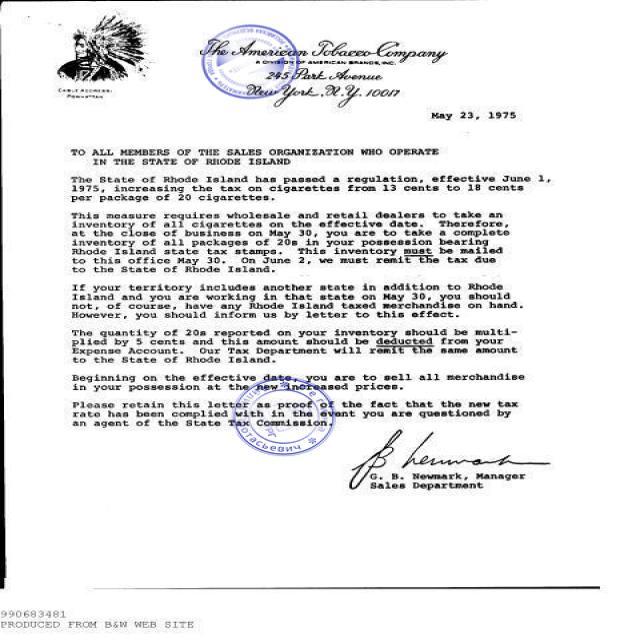 The American Tobacco Company
A DIVISION OF AMERICAN BRANDS, INC.
245 Park Avenue
New York, N.Y. 10017
CABLE ADDRESS:
POWHATTAN
May 23, 1975
TO ALL MEMBERS OF THE SALES ORGANIZATION WHO OPERATE
IN THE STATE OF RHODE ISLAND
The State of Rhode Island has passed a regulation, effective June 1,
1975, increasing the tax on cigarettes from 13 cents to 18 cents
per package of 20 cigarettes.
This measure requires wholesale and retail dealers to take an
inventory of all cigarettes on the effective date. Therefore,
at the close of business on May 30, you are to take a complete
inventory of all packages of 20s in your possession bearing
Rhode Island state tax stamps. This inventory must be mailed
to this office May 30. On June 2, we must remit the tax due
to the State of Rhode Island.
If your territory includes another state in addition to Rhode
Island and you are working in that state on May 30, you should
not, of course, have any Rhode Island taxed merchandise on hand.
However, you should inform us by letter to this effect.
The quantity of 20s reported on your inventory should be multi-
plied by 5 cents and this amount should be deducted from your
Expense Account. Our Tax Department will remit the same amount
to the State of Rhode Island.
Beginning on the effective date, you are to sell all merchandise
in your possession at the new increased prices.
Please retain this letter as proof of the fact that the new tax
rate has been complied with in the event you are questioned by
an agent of the State Tax Commission.
G. B. Newmark, Manager
Sales Department
990683481
PRODUCED FROM B&W WEB SITE